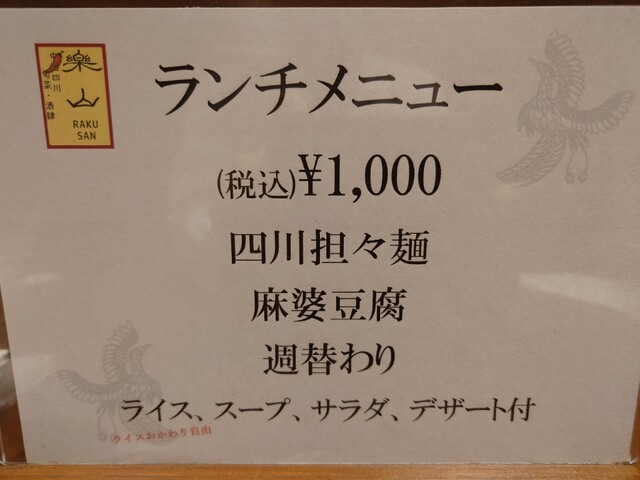 樂山
四川
旬菜・酒肆
RAKU
SAN
ランチメニュー
(税込)¥1,000
四川担々麺
麻婆豆腐
週替わり
ライス、スープ、サラダ、デザート付
ライスおかわり自由